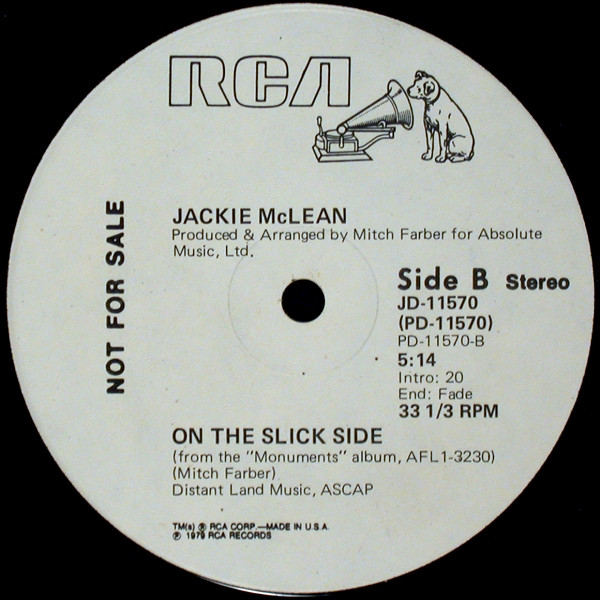 RCA
NOT FOR SALE
JACKIE McLEAN
Produced & Arranged by Mitch Farber for Absolute
Music, Ltd.
Side B Stereo
JD-11570
(PD-11570)
PD-11570-B
5:14
Intro: 20
End: Fade
33 1/3 RPM
ON THE SLICK SIDE
(from the "Monuments" album, AFL1-3230)
(Mitch Farber)
Distant Land Music, ASCAP
TM(s) ® RCA CORP.—MADE IN U.S.A.
℗ 1979 RCA RECORDS